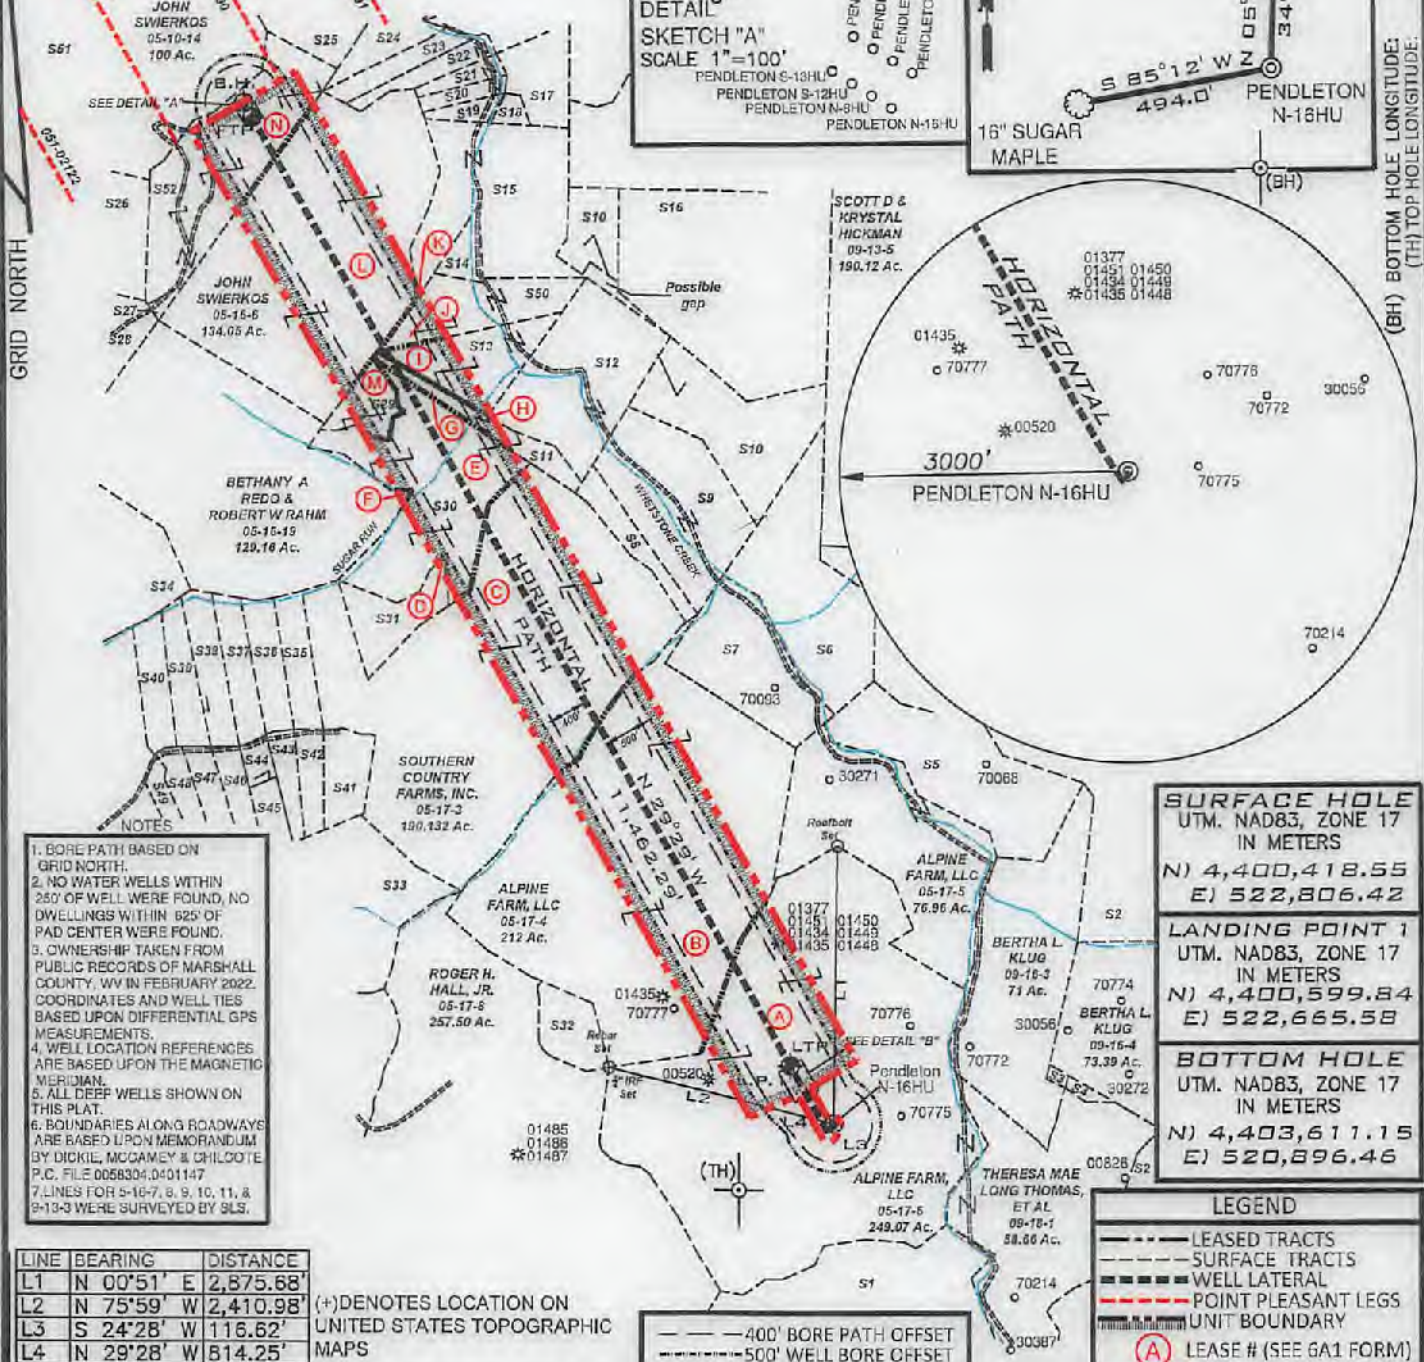 JOHN
SWIERKOS
05-10-14
100 Ac.
S61
S25
S24
S23
S22
S21
S20
S19
S18
S17
B.H.
SEE DETAIL "A"
FTP
N
051-02122
S52
S26
S27
S28
GRID NORTH
JOHN
SWIERKOS
05-15-6
134.05 Ac.
L
K
S14
J
S13
I
M
S29
G
H
E
S11
F
S30
S15
S16
S10
S50
Possible
gap
S12
S10
S9
S8
WHETSTONE CREEK
DETAIL
SKETCH "A"
SCALE 1"=100'
PENDLETON S-13HU
PENDLETON S-12HU
PENDLETON N-8HU
PENDLETON N-16HU
S 85°12' W
494.0'
PENDLETON
N-16HU
16" SUGAR
MAPLE
(BH)
(BH) BOTTOM HOLE LONGITUDE:
(TH) TOP HOLE LONGITUDE:
SCOTT D &
KRYSTAL
HICKMAN
09-13-5
190.12 Ac.
HORIZONTAL
PATH
01377
01451 01450
01434 01449
01435 01448
01435
70777
00520
70776
70772
30056
70775
3000'
PENDLETON N-16HU
70214
BETHANY A
REDO &
ROBERT W RAHM
05-15-19
129.16 Ac.
SUGAR RUN
S34
D
S31
C
HORIZONTAL
PATH
S40
S39
S38
S37
S36
S35
S7
S6
70093
400'
500'
S49
S48
S47
S46
S44
S43
S42
S45
S41
SOUTHERN
COUNTRY
FARMS, INC.
05-17-3
190.132 Ac.
N 29°29' W
11,462.29'
30271
S5
70068
Roofbolt
Set
S33
ALPINE
FARM, LLC
05-17-4
212 Ac.
ALPINE
FARM, LLC
05-17-5
76.96 Ac.
01377
01451 01450
01434 01449
01435 01448
B
ROGER H.
HALL, JR.
05-17-8
257.50 Ac.
01435
70777
S32
Rebar
Set
IRF
Set
00520
L2
A
LTP
L.P.
L4
L3
70776
SEE DETAIL "B"
Pendleton
N-16HU
70775
70772
BERTHA L.
KLUG
09-16-3
71 Ac.
S2
70774
30056
BERTHA L.
KLUG
09-16-4
73.39 Ac.
30272
S3
S4
01485
01486
01487
(TH)
ALPINE FARM,
LLC
05-17-6
249.07 Ac.
THERESA MAE
LONG THOMAS,
ET AL
09-16-1
58.66 Ac.
00828
S2
S1
70214
30387
NOTES
1. BORE PATH BASED ON
GRID NORTH.
2. NO WATER WELLS WITHIN
250' OF WELL WERE FOUND, NO
DWELLINGS WITHIN 625' OF
PAD CENTER WERE FOUND.
3. OWNERSHIP TAKEN FROM
PUBLIC RECORDS OF MARSHALL
COUNTY, WV IN FEBRUARY 2022.
COORDINATES AND WELL TIES
BASED UPON DIFFERENTIAL GPS
MEASUREMENTS.
4. WELL LOCATION REFERENCES
ARE BASED UPON THE MAGNETIC
MERIDIAN.
5. ALL DEEP WELLS SHOWN ON
THIS PLAT.
6. BOUNDARIES ALONG ROADWAYS
ARE BASED UPON MEMORANDUM
BY DICKIE, MCCAMEY & CHILCOTE
P.C. FILE 0058304.0401147
7. LINES FOR 5-16-7, 8, 9, 10, 11, &
9-13-3 WERE SURVEYED BY SLS.
SURFACE HOLE
UTM. NAD83, ZONE 17
IN METERS
N) 4,400,418.55
E) 522,806.42
LANDING POINT 1
UTM. NAD83, ZONE 17
IN METERS
N) 4,400,599.84
E) 522,665.58
BOTTOM HOLE
UTM. NAD83, ZONE 17
IN METERS
N) 4,403,611.15
E) 520,896.46
LINE BEARING DISTANCE
L1 N 00°51' E 2,875.68'
L2 N 75°59' W 2,410.98'
L3 S 24°28' W 116.62'
L4 N 29°28' W 814.25'
(+)DENOTES LOCATION ON
UNITED STATES TOPOGRAPHIC
MAPS
400' BORE PATH OFFSET
500' WELL BORE OFFSET
LEGEND
LEASED TRACTS
SURFACE TRACTS
WELL LATERAL
POINT PLEASANT LEGS
UNIT BOUNDARY
A LEASE # (SEE 6A1 FORM)